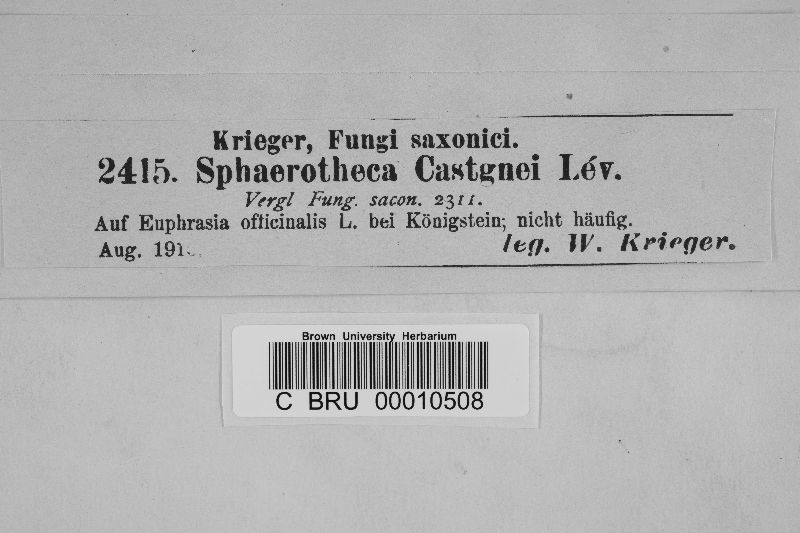 Krieger, Fungi saxonici.
2415. Sphaerotheca Castgnei Lév.
Vergl Fung. sacon. 2311.
Auf Euphrasia officinalis L. bei Königstein; nicht häufig.
Aug. leg. W. Krieger.
Brown University Herbarium
C BRU 00010508